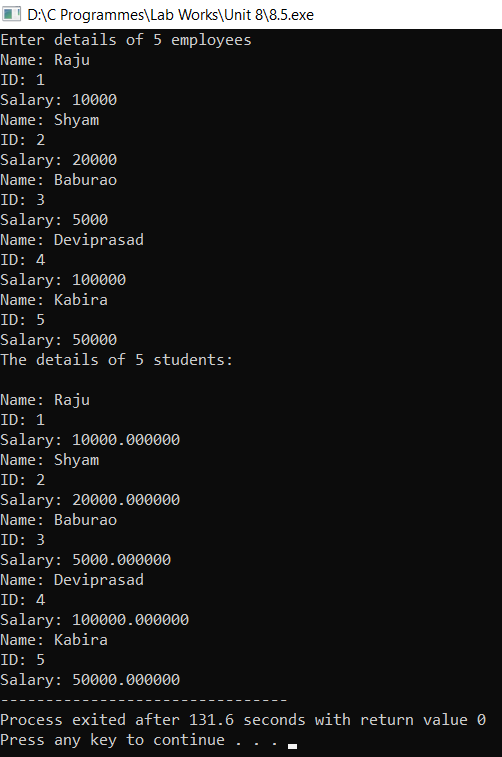 D:\C Programmes\Lab Works\Unit 8\8.5.exe
Enter details of 5 employees
Name: Raju
ID: 1
Salary: 10000
Name: Shyam
ID: 2
Salary: 20000
Name: Baburao
ID: 3
Salary: 5000
Name: Deviprasad
ID: 4
Salary: 100000
Name: Kabira
ID: 5
Salary: 50000
The details of 5 students:

Name: Raju
ID: 1
Salary: 10000.000000
Name: Shyam
ID: 2
Salary: 20000.000000
Name: Baburao
ID: 3
Salary: 5000.000000
Name: Deviprasad
ID: 4
Salary: 100000.000000
Name: Kabira
ID: 5
Salary: 50000.000000
--------------------------------
Process exited after 131.6 seconds with return value 0
Press any key to continue . . .